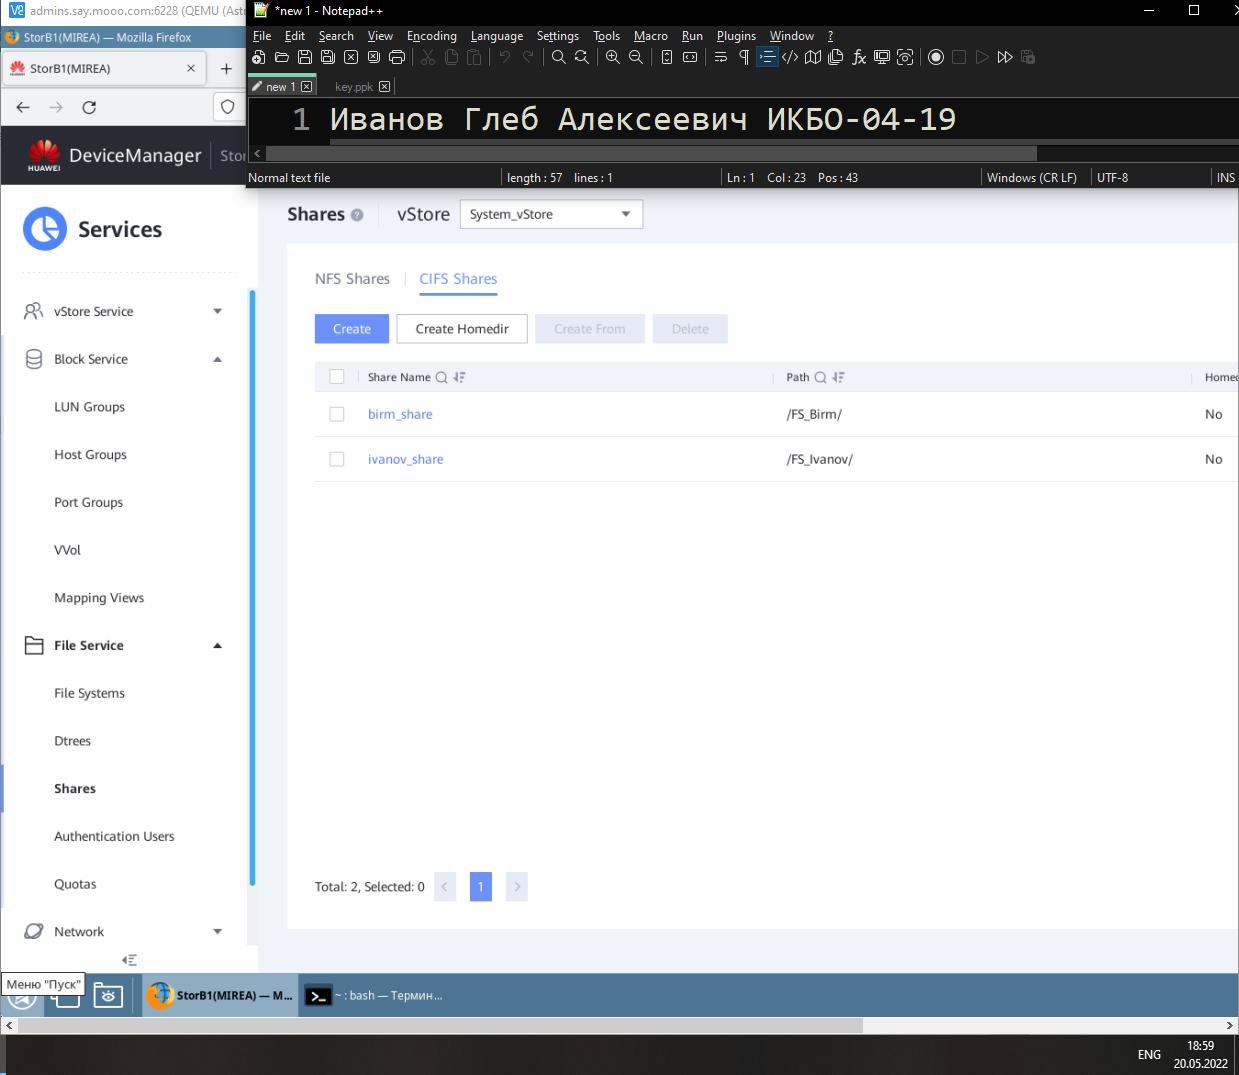 admins.say.mooo.com:6228 (QEMU (Ast
*new 1 - Notepad++
StorB1(MIREA) — Mozilla Firefox
File Edit Search View Encoding Language Settings Tools Macro Run Plugins Window ?
StorB1(MIREA)
new 1 key.ppk
1 Иванов Глеб Алексеевич ИКБО-04-19
HUAWEI DeviceManager Stor
Normal text file length : 57 lines : 1 Ln : 1 Col : 23 Pos : 43 Windows (CR LF) UTF-8 INS
Shares vStore System_vStore
Services
NFS Shares CIFS Shares
vStore Service
Create Create Homedir Create From Delete
Block Service
Share Name Path Homed
LUN Groups
birm_share /FS_Birm/ No
Host Groups
ivanov_share /FS_Ivanov/ No
Port Groups
VVol
Mapping Views
File Service
File Systems
Dtrees
Shares
Authentication Users
Quotas
Total: 2, Selected: 0 1
Network
Меню "Пуск"
StorB1(MIREA) — M...
~ : bash — Термин...
ENG
18:59
20.05.2022